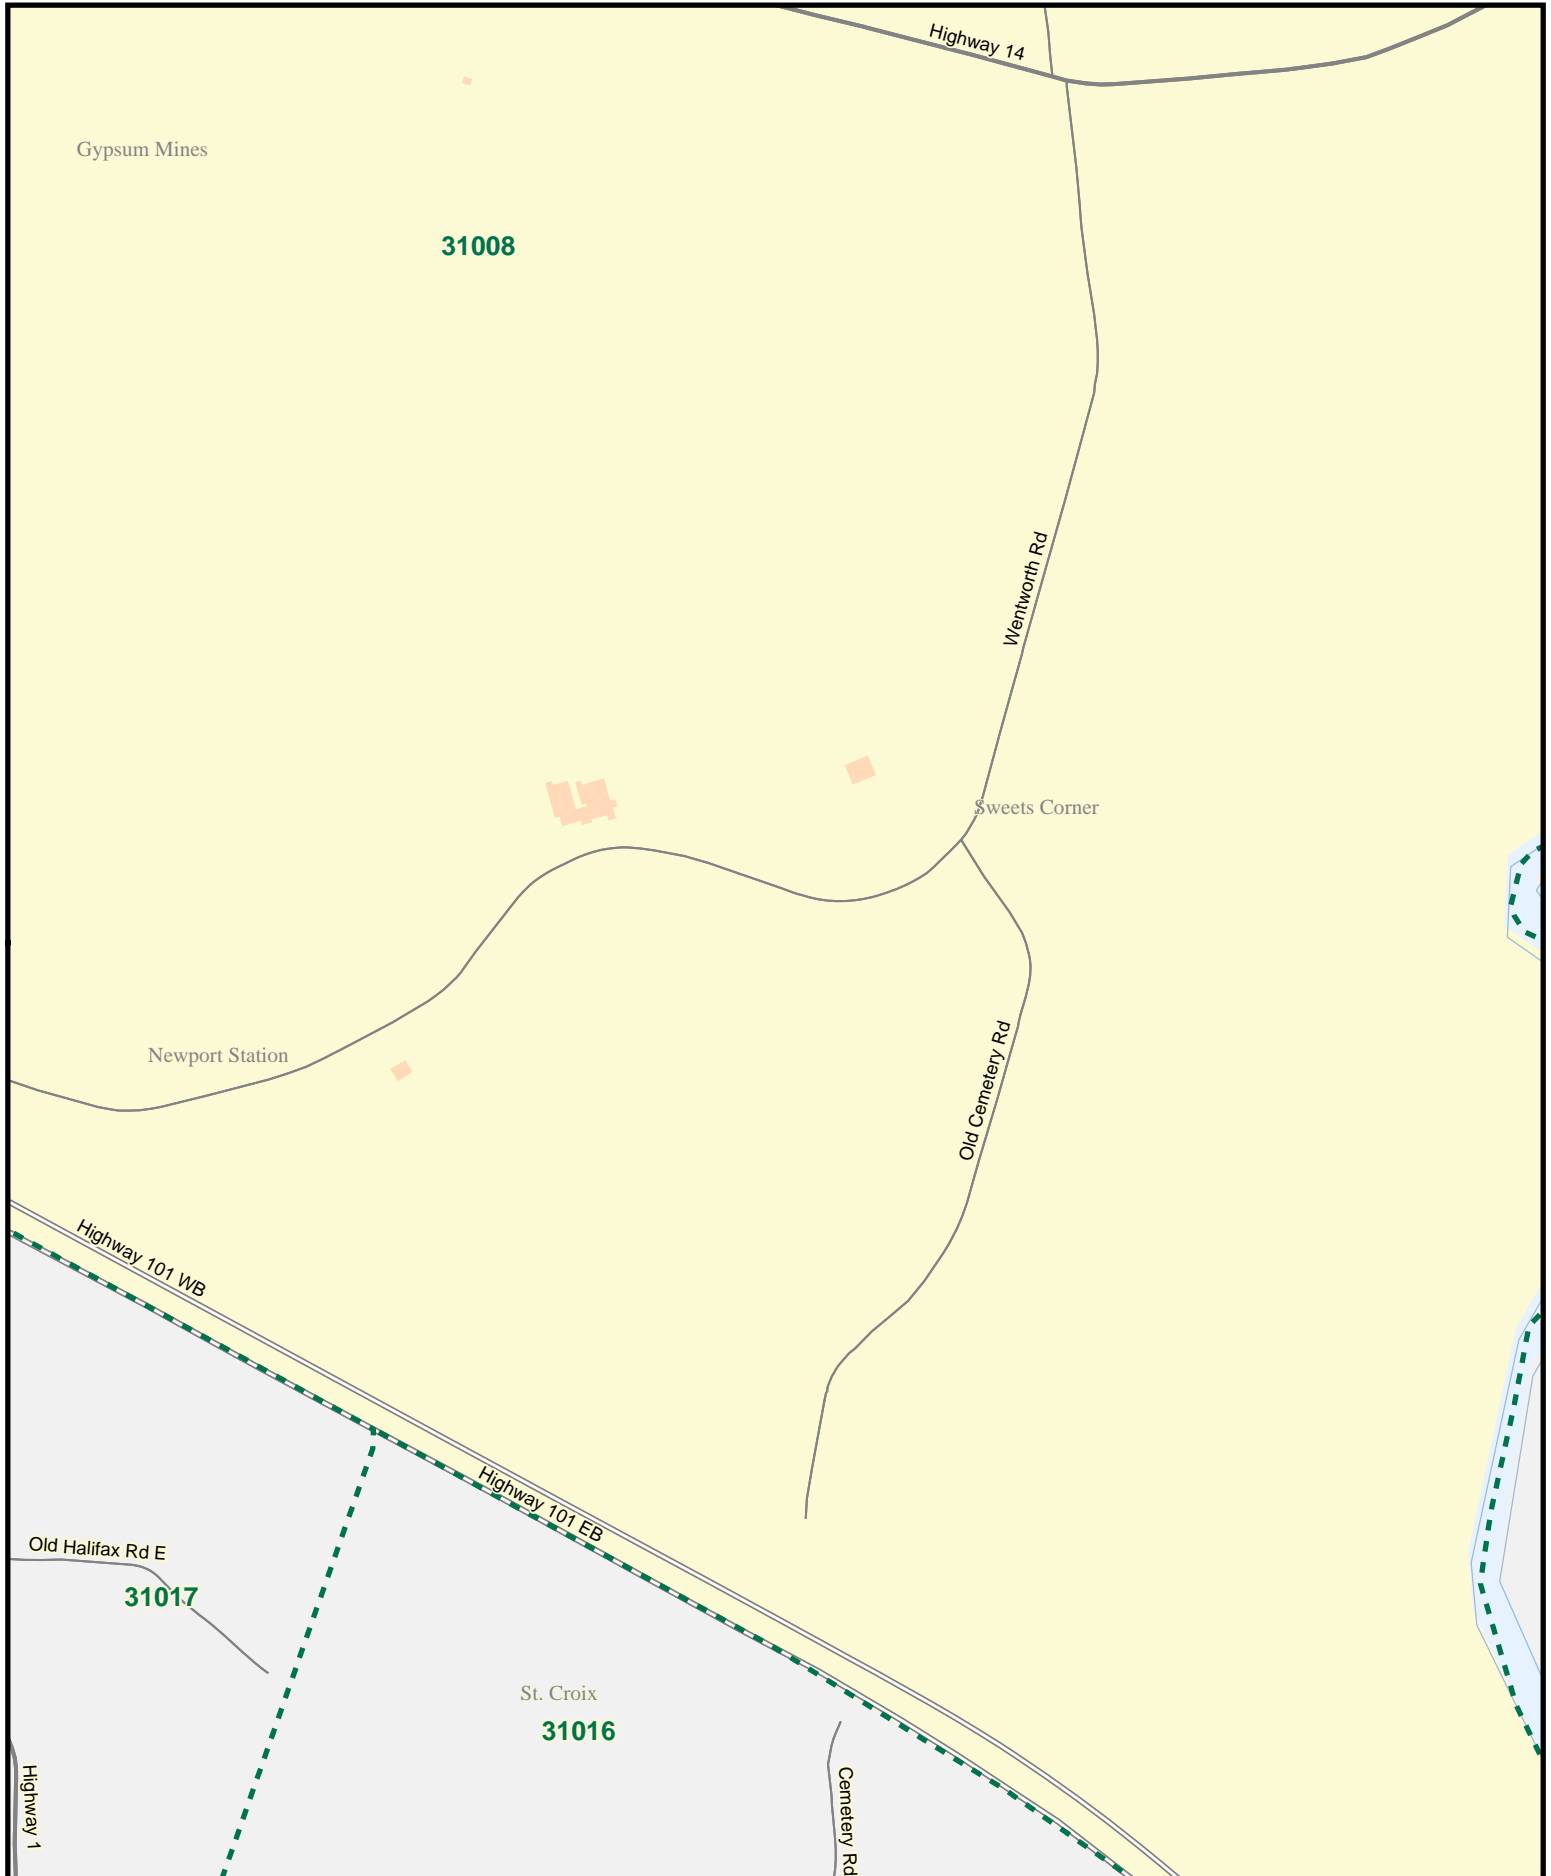 Highway 14
Gypsum Mines
31008
Wentworth Rd
Sweets Corner
Old Cemetery Rd
Newport Station
Highway 101 WB
Highway 101 EB
Old Halifax Rd E
31017
St. Croix
31016
Highway 1
Cemetery Rd